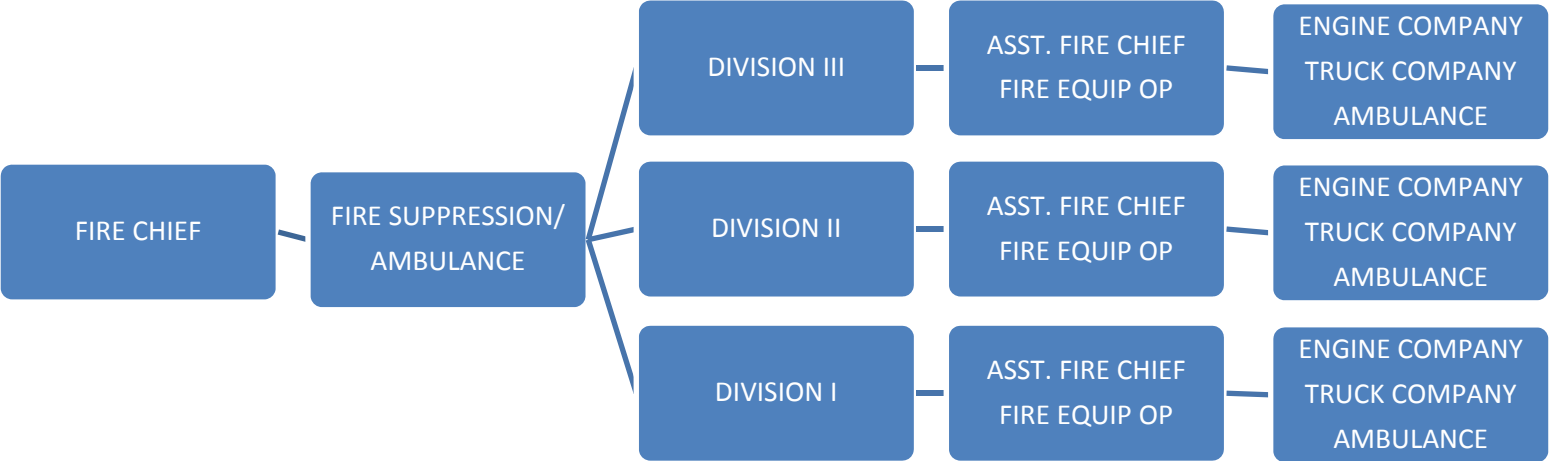 FIRE CHIEF
FIRE SUPPRESSION/
AMBULANCE
DIVISION III
ASST. FIRE CHIEF
FIRE EQUIP OP
ENGINE COMPANY
TRUCK COMPANY
AMBULANCE
DIVISION II
ASST. FIRE CHIEF
FIRE EQUIP OP
ENGINE COMPANY
TRUCK COMPANY
AMBULANCE
DIVISION I
ASST. FIRE CHIEF
FIRE EQUIP OP
ENGINE COMPANY
TRUCK COMPANY
AMBULANCE